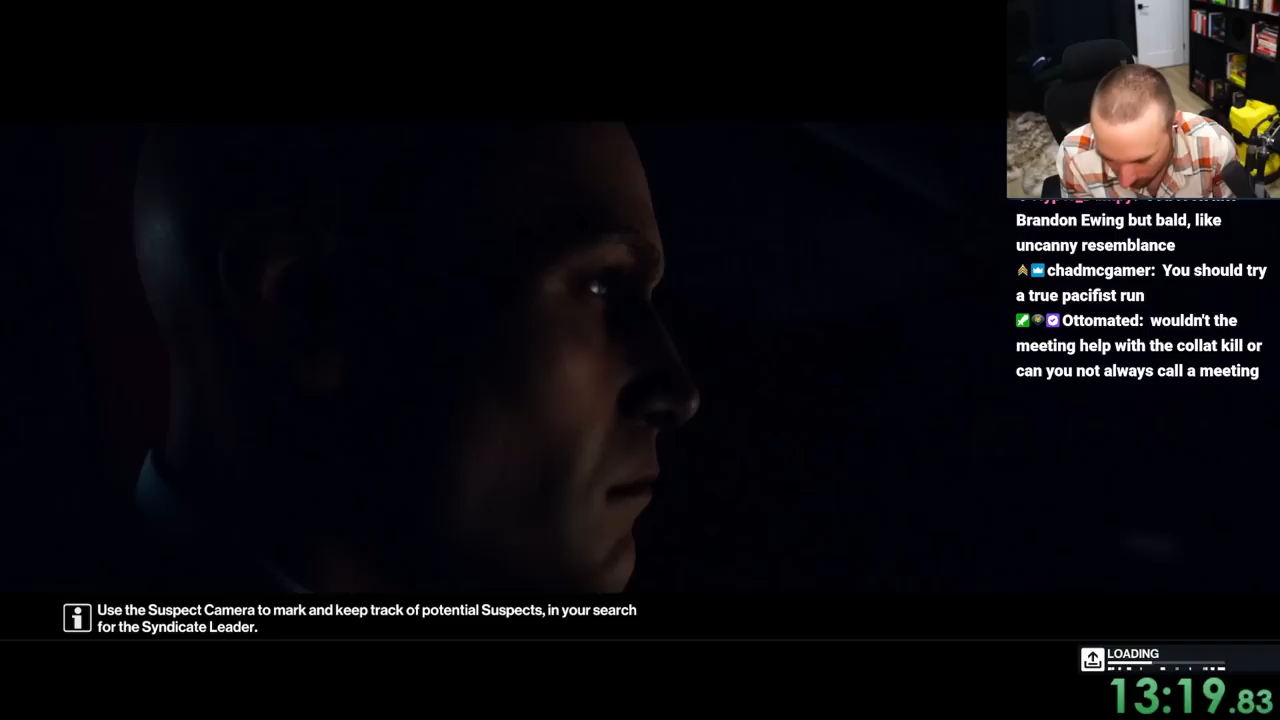 Brandon Ewing but bald, like
uncanny resemblance
chadmcgamer: You should try
a true pacifist run
Ottomated: wouldn't the
meeting help with the collat kill or
can you not always call a meeting
Use the Suspect Camera to mark and keep track of potential Suspects, in your search
for the Syndicate Leader.
LOADING
13:19.83